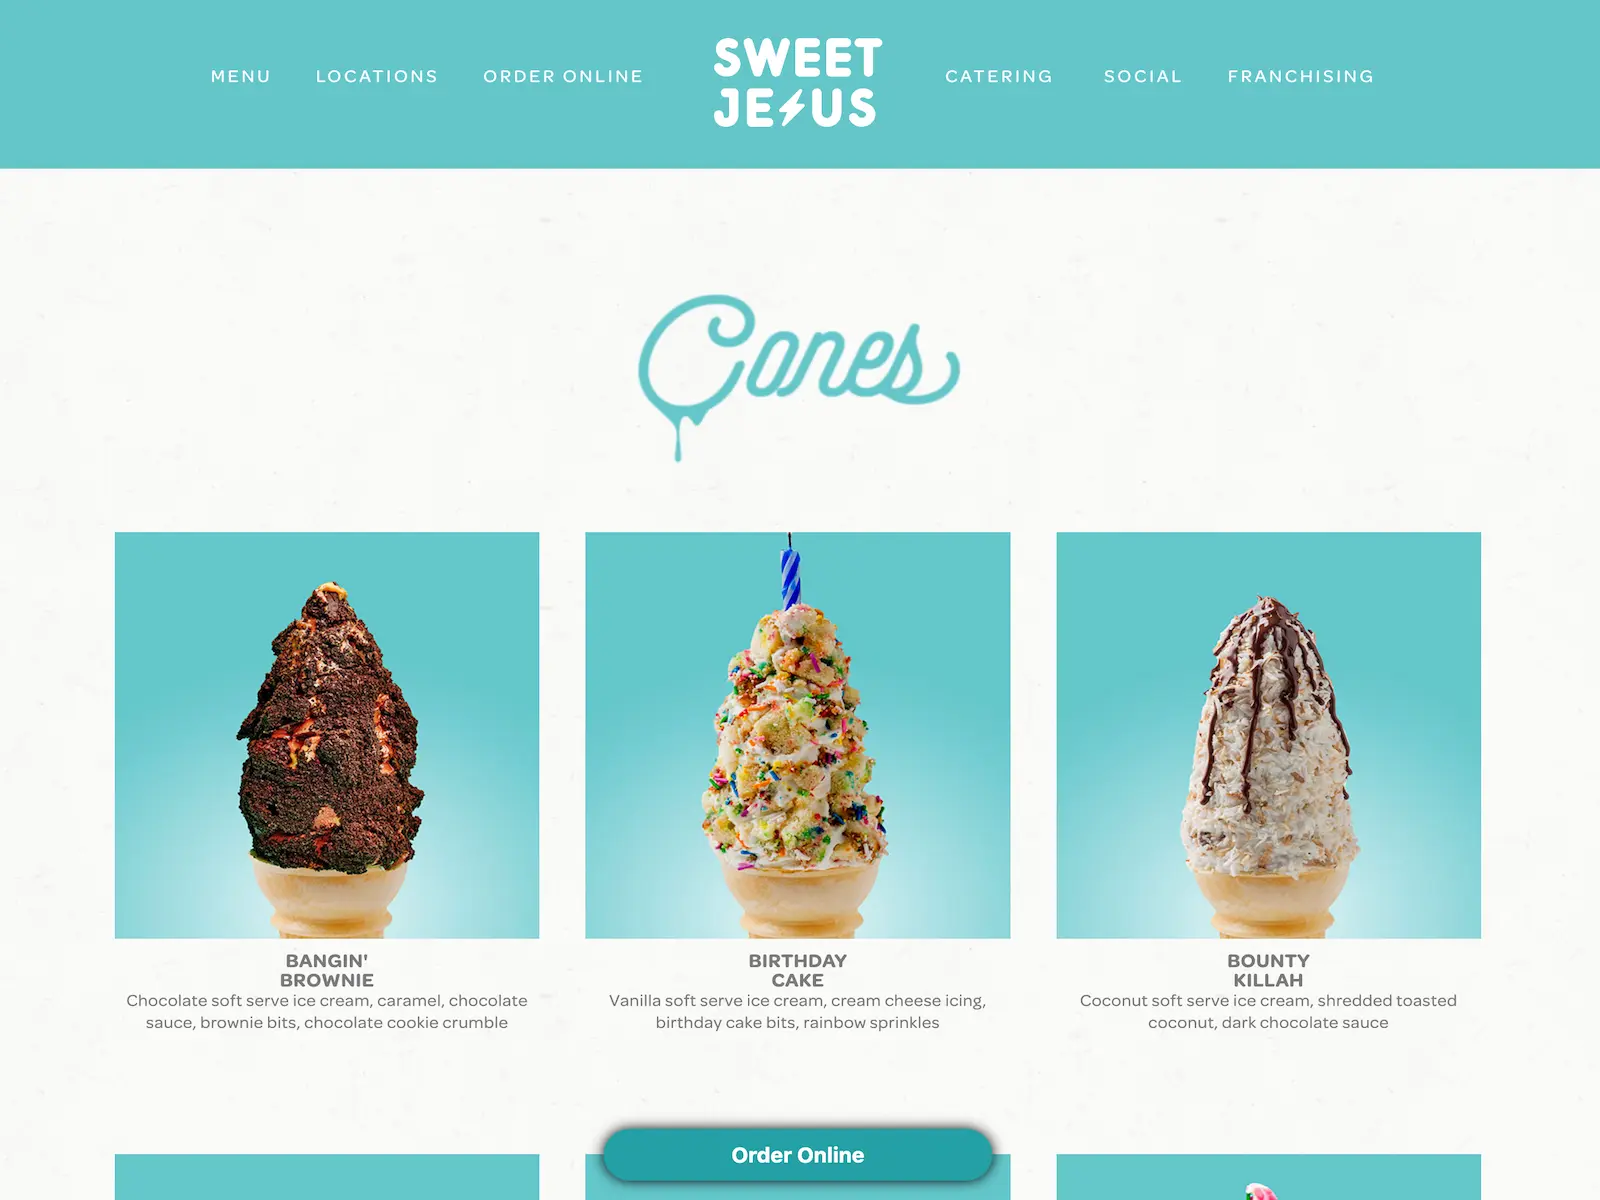 MENU
LOCATIONS
ORDER ONLINE
SWEET
JESUS
CATERING
SOCIAL
FRANCHISING
Cones
BANGIN'
BROWNIE
Chocolate soft serve ice cream, caramel, chocolate
sauce, brownie bits, chocolate cookie crumble
BIRTHDAY
CAKE
Vanilla soft serve ice cream, cream cheese icing,
birthday cake bits, rainbow sprinkles
BOUNTY
KILLAH
Coconut soft serve ice cream, shredded toasted
coconut, dark chocolate sauce
Order Online